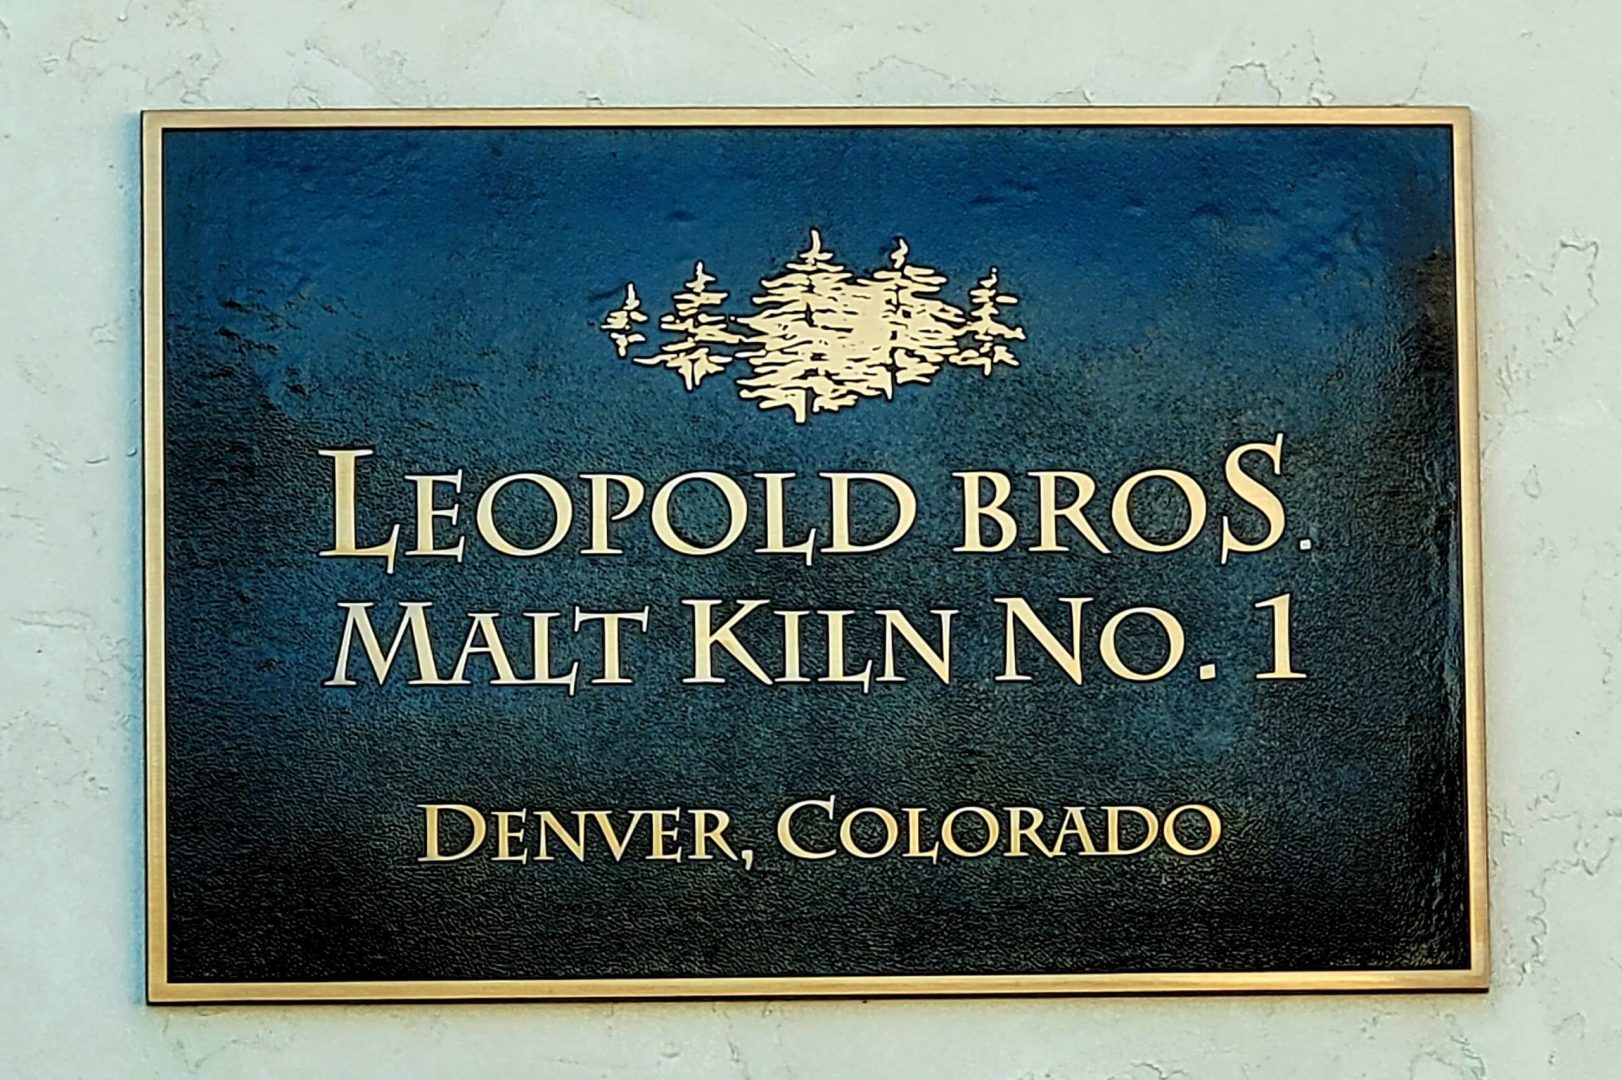 LEOPOLD BROS.
MALT KILN NO. 1
DENVER, COLORADO